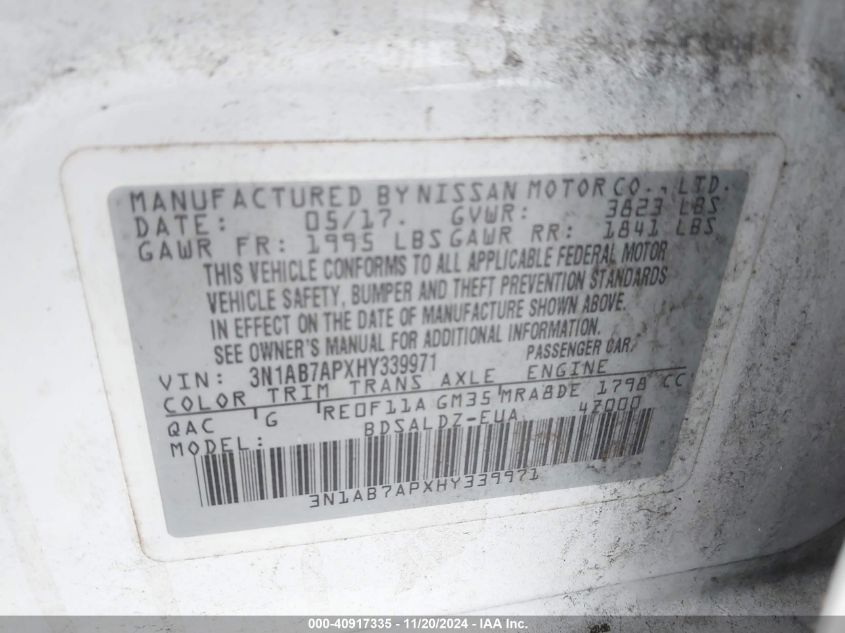 MANUFACTURED BY NISSAN MOTOR CO., LTD.
DATE: 05/17. GVWR: 3823 LBS
GAWR FR: 1995 LBS GAWR RR: 1841 LBS
THIS VEHICLE CONFORMS TO ALL APPLICABLE FEDERAL MOTOR
VEHICLE SAFETY, BUMPER AND THEFT PREVENTION STANDARDS
IN EFFECT ON THE DATE OF MANUFACTURE SHOWN ABOVE.
SEE OWNER'S MANUAL FOR ADDITIONAL INFORMATION.
VIN: 3N1AB7APXHY339971 PASSENGER CAR
COLOR TRIM TRANS AXLE ENGINE
QAC G RE0F11A GM35 MRA8DE 1798 CC
MODEL: BDSALDZ-EUA 47000
3N1AB7APXHY339971
000-40917335 - 11/20/2024 - IAA, Inc.